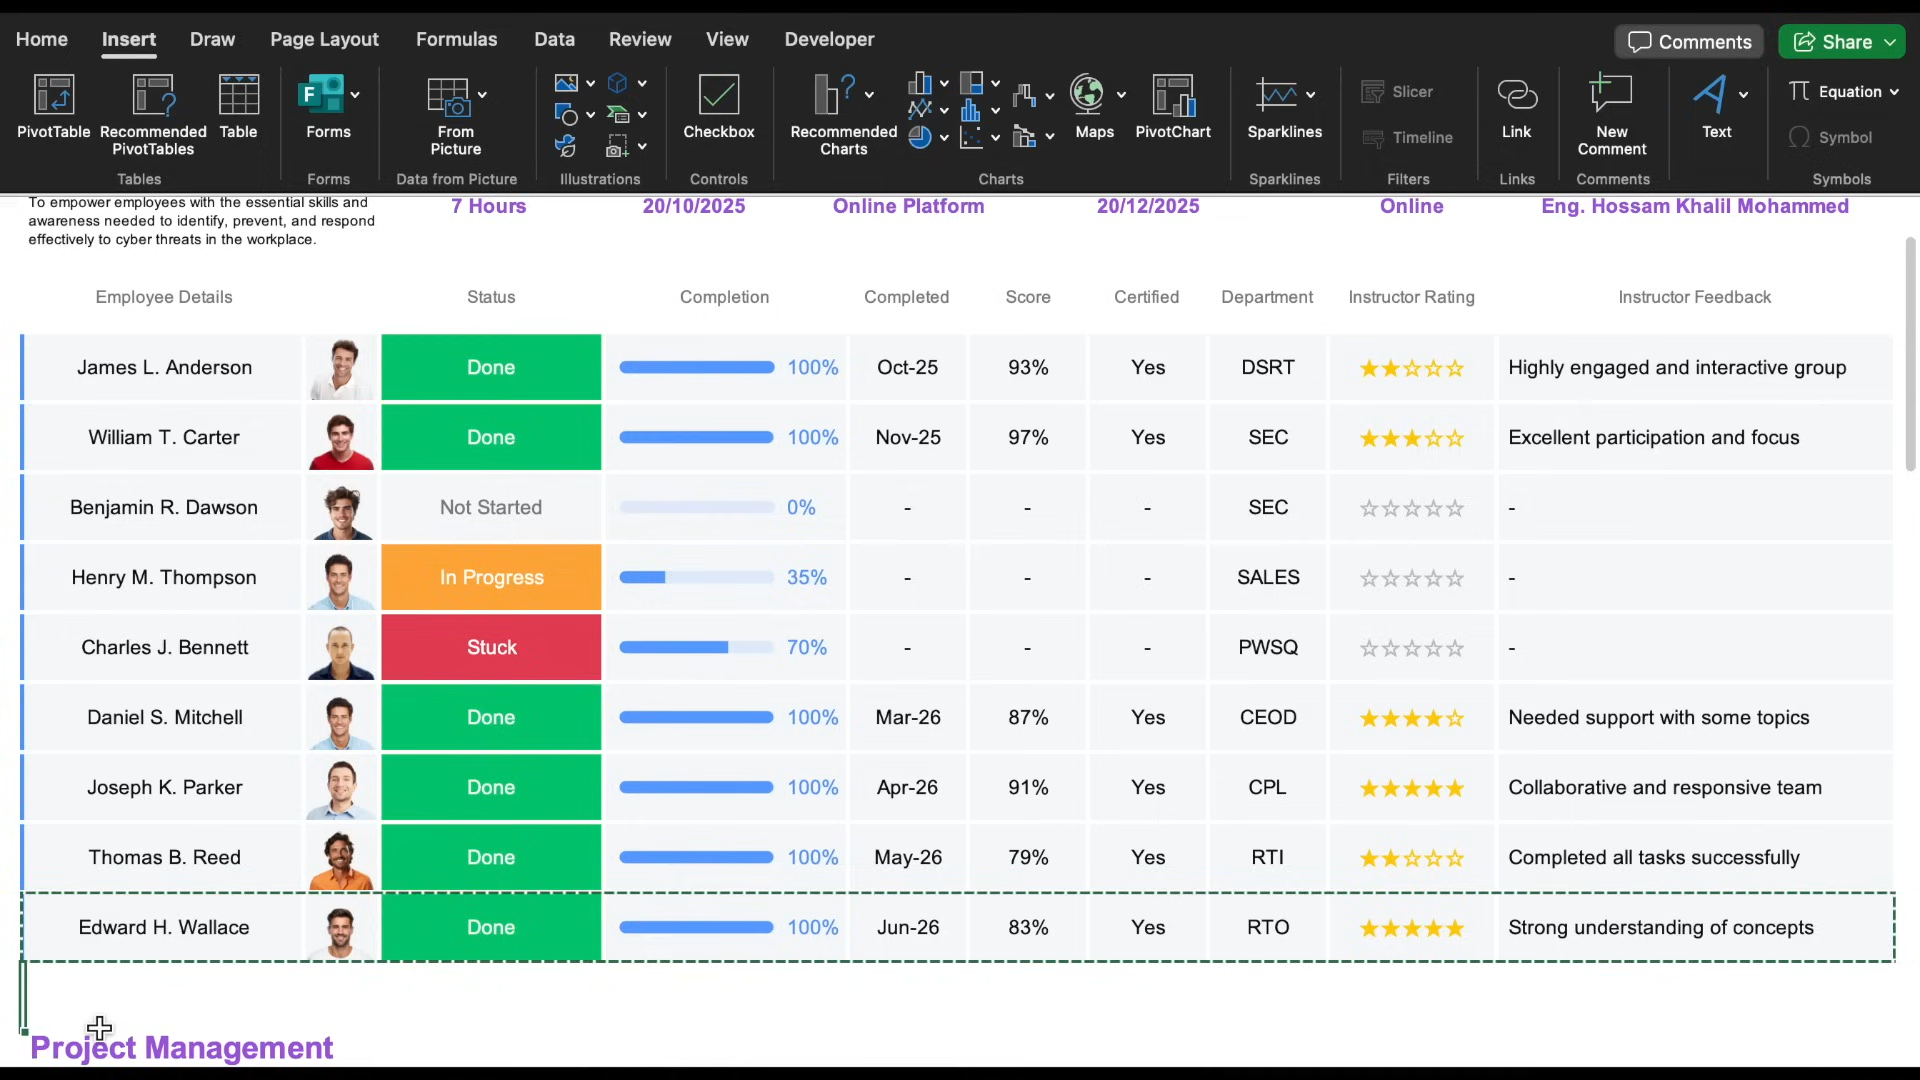 Home Insert Draw Page Layout Formulas Data Review View Developer Comments Share
PivotTable Recommended PivotTables Table Forms From Picture Checkbox Recommended Charts Maps PivotChart Sparklines Slicer Timeline Link New Comment Text Equation Symbol
Tables Forms Data from Picture Illustrations Controls Charts Sparklines Filters Links Comments Symbols
To empower employees with the essential skills and
awareness needed to identify, prevent, and respond
effectively to cyber threats in the workplace.
7 Hours 20/10/2025 Online Platform 20/12/2025 Online Eng. Hossam Khalil Mohammed
Employee Details Status Completion Completed Score Certified Department Instructor Rating Instructor Feedback
James L. Anderson Done 100% Oct-25 93% Yes DSRT ★★☆☆☆ Highly engaged and interactive group
William T. Carter Done 100% Nov-25 97% Yes SEC ★★★☆☆ Excellent participation and focus
Benjamin R. Dawson Not Started 0% - - - SEC ☆☆☆☆☆ -
Henry M. Thompson In Progress 35% - - - SALES ☆☆☆☆☆ -
Charles J. Bennett Stuck 70% - - - PWSQ ☆☆☆☆☆ -
Daniel S. Mitchell Done 100% Mar-26 87% Yes CEOD ★★★★☆ Needed support with some topics
Joseph K. Parker Done 100% Apr-26 91% Yes CPL ★★★★★ Collaborative and responsive team
Thomas B. Reed Done 100% May-26 79% Yes RTI ★★☆☆☆ Completed all tasks successfully
Edward H. Wallace Done 100% Jun-26 83% Yes RTO ★★★★★ Strong understanding of concepts
Project Management